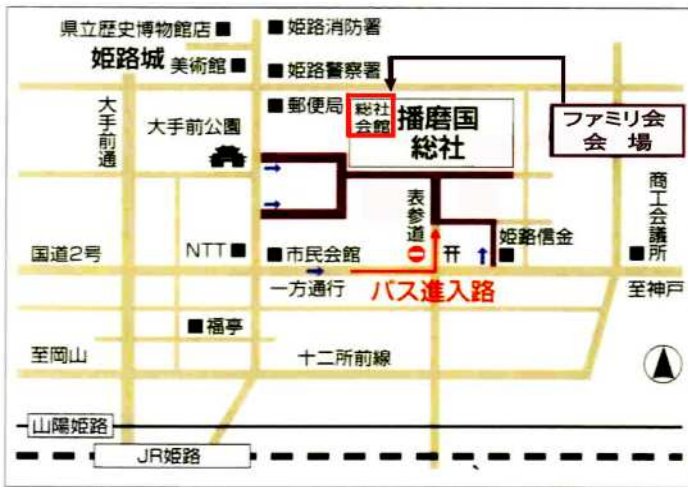 県立歴史博物館店
姫路消防署
姫路城
美術館
姫路警察署
大手前通
大手前公園
郵便局
総社
会館
播磨国
総社
ファミリ会
会場
表参道
商工会議所
国道2号
NTT
市民会館
姫路信金
一方通行
バス進入路
至神戸
福亭
至岡山
十二所前線
山陽姫路
JR姫路